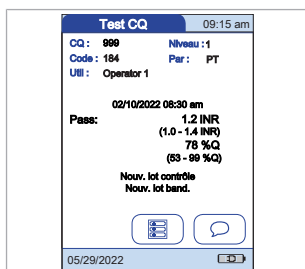 Test CQ 09:15 am
CQ : 999 Niveau : 1
Code : 184 Par : PT
Util : Operator 1
02/10/2022 08:30 am
Pass: 1.2 INR
(1.0 - 1.4 INR)
78 %Q
(53 - 99 %Q)
Nouv. lot contrôle
Nouv. lot band.
05/29/2022